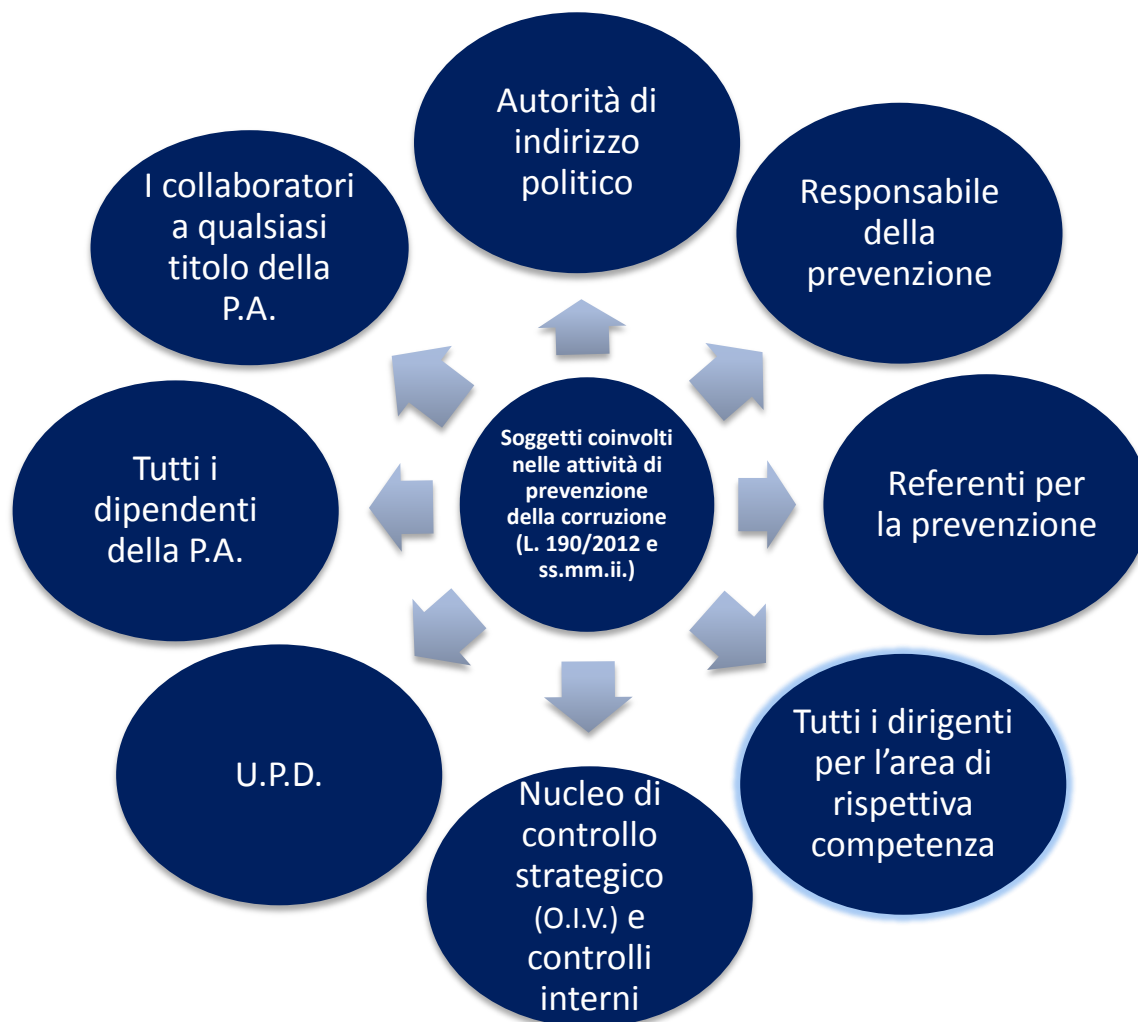 Autorità di
indirizzo
politico
Responsabile
della
prevenzione
Referenti per
la prevenzione
Tutti i dirigenti
per l’area di
rispettiva
competenza
Nucleo di
controllo
strategico
(O.I.V.) e
controlli
interni
U.P.D.
Tutti i
dipendenti
della P.A.
I collaboratori
a qualsiasi
titolo della
P.A.
Soggetti coinvolti
nelle attività di
prevenzione
della corruzione
(L. 190/2012 e
ss.mm.ii.)